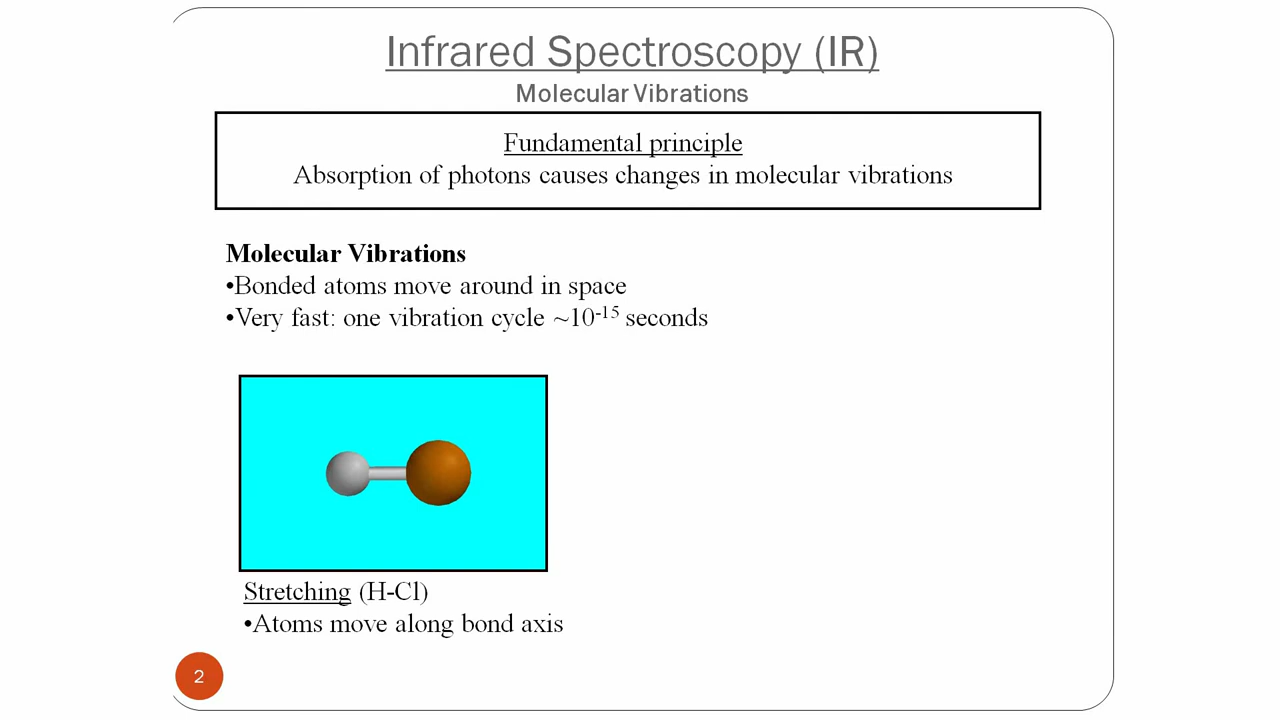 Infrared Spectroscopy (IR)
Molecular Vibrations
Fundamental principle
Absorption of photons causes changes in molecular vibrations
Molecular Vibrations
•Bonded atoms move around in space
•Very fast: one vibration cycle ~10⁻¹⁵ seconds
Stretching (H-Cl)
•Atoms move along bond axis
2